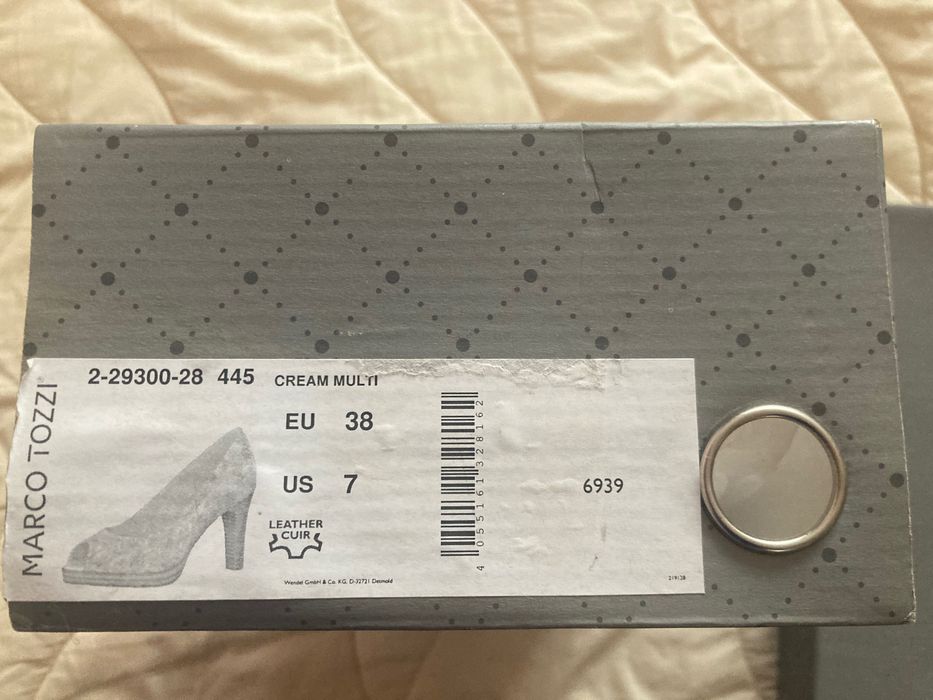 MARCO TOZZI
2-29300-28 445 CREAM MULTI
EU 38
US 7
LEATHER
CUIR
4 055161 328162
6939
Wendel GmbH & Co. KG, D-32721 Detmold
219138